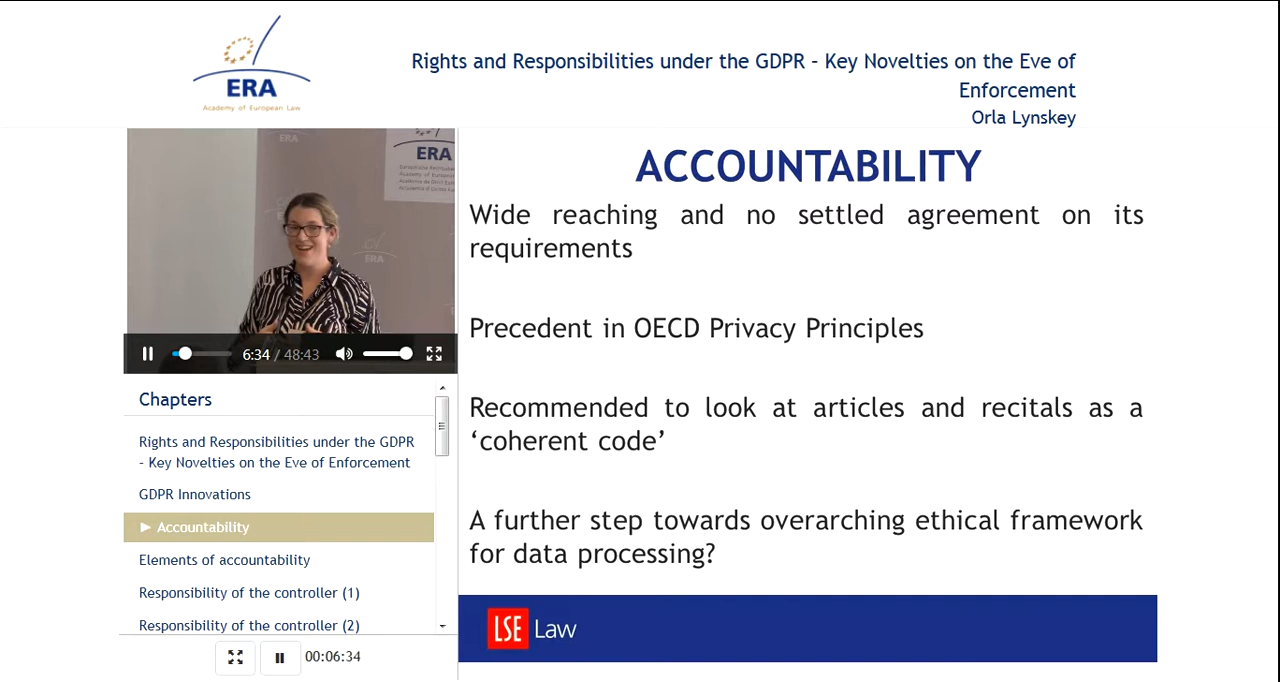 ERA
Academy of European Law
Rights and Responsibilities under the GDPR – Key Novelties on the Eve of
Enforcement
Orla Lynskey
ERA
ERA
ERA
6:34 / 48:43
Chapters
Rights and Responsibilities under the GDPR
– Key Novelties on the Eve of Enforcement
GDPR Innovations
► Accountability
Elements of accountability
Responsibility of the controller (1)
Responsibility of the controller (2)
00:06:34
ACCOUNTABILITY
Wide reaching and no settled agreement on its
requirements
Precedent in OECD Privacy Principles
Recommended to look at articles and recitals as a
‘coherent code’
A further step towards overarching ethical framework
for data processing?
LSE Law